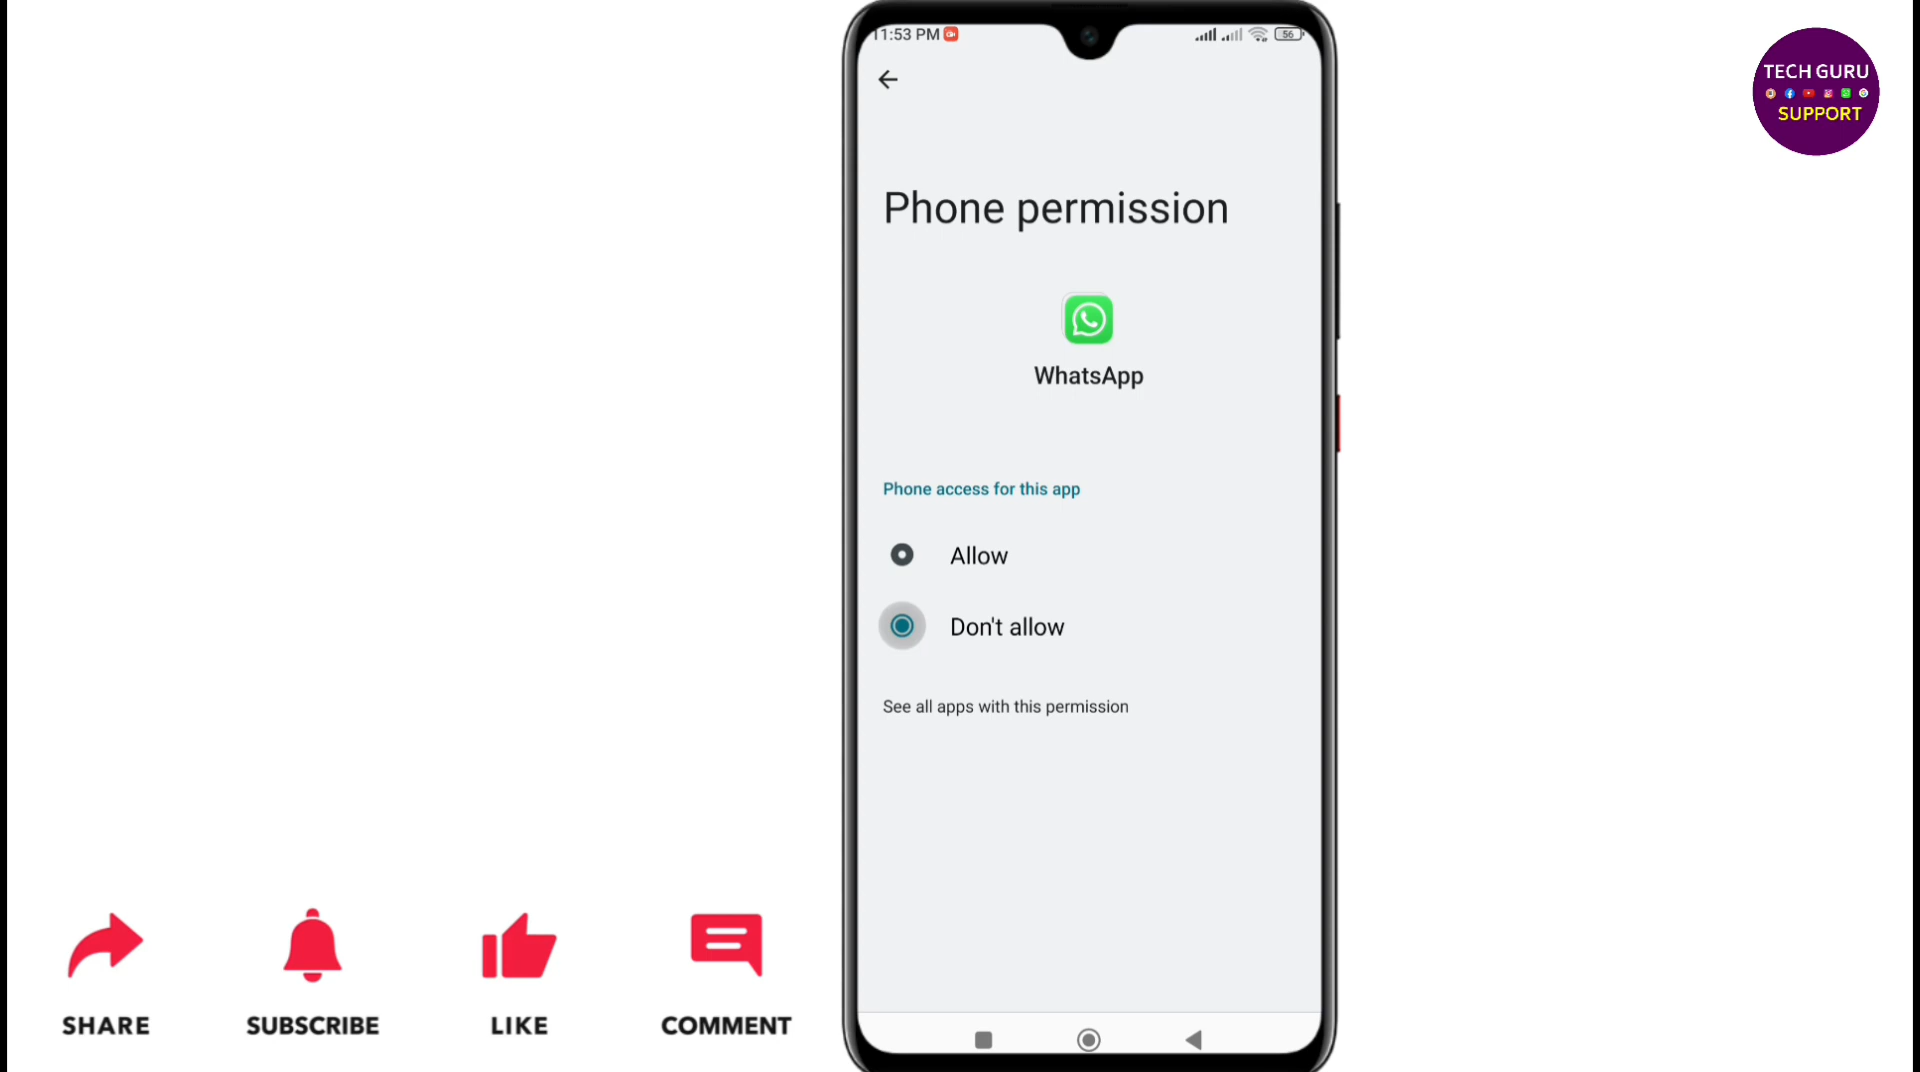 11:53 PM
56
TECH GURU
SUPPORT
Phone permission
WhatsApp
Phone access for this app
Allow
Don't allow
See all apps with this permission
SHARE
SUBSCRIBE
LIKE
COMMENT